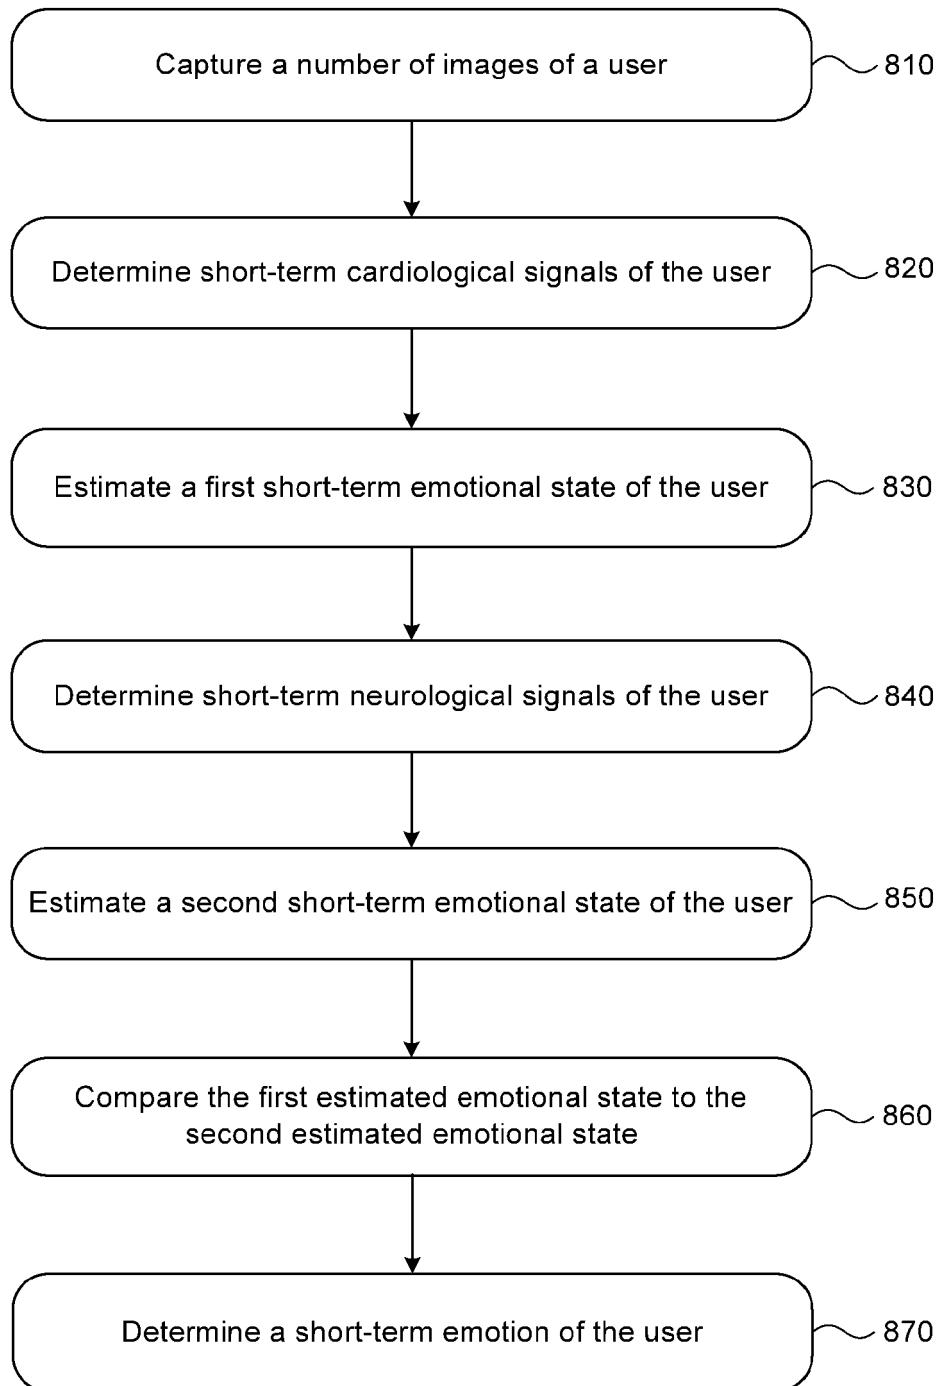 Capture a number of images of a user
810
Determine short-term cardiological signals of the user
820
Estimate a first short-term emotional state of the user
830
Determine short-term neurological signals of the user
840
Estimate a second short-term emotional state of the user
850
Compare the first estimated emotional state to the
second estimated emotional state
860
Determine a short-term emotion of the user
870